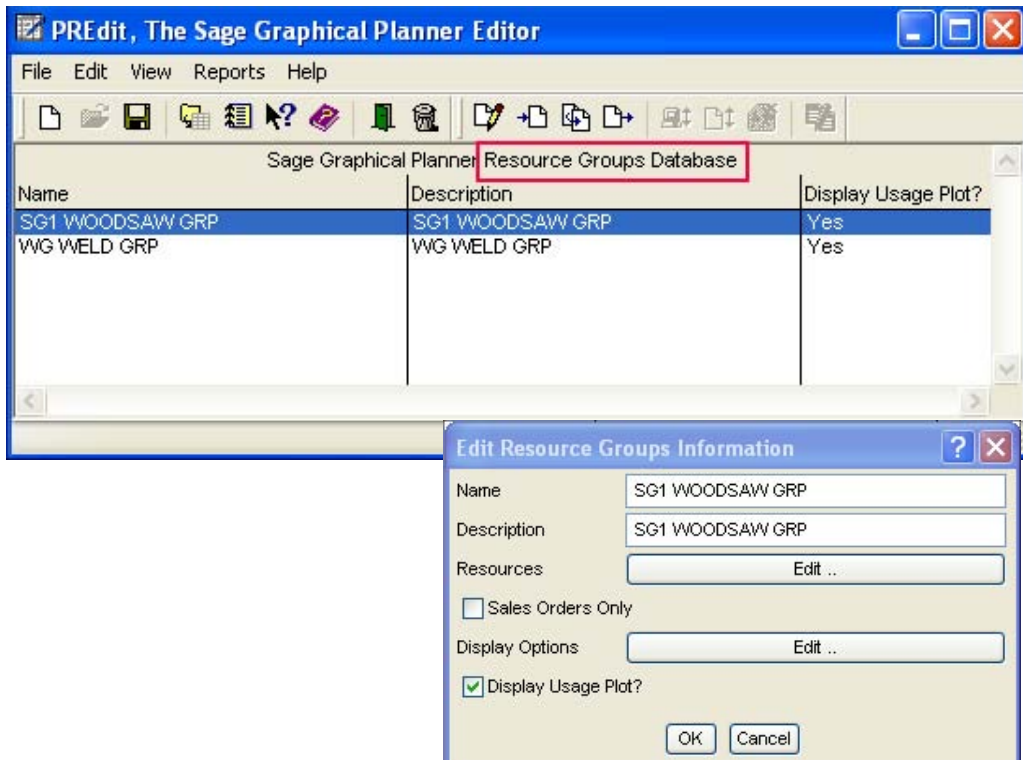 PREdit, The Sage Graphical Planner Editor
File Edit View Reports Help
Sage Graphical Planner Resource Groups Database
Name Description Display Usage Plot?
SG1 WOODSAW GRP SG1 WOODSAW GRP Yes
WG WELD GRP WG WELD GRP Yes
Edit Resource Groups Information
Name SG1 WOODSAW GRP
Description SG1 WOODSAW GRP
Resources Edit ..
Sales Orders Only
Display Options Edit ..
Display Usage Plot?
OK Cancel